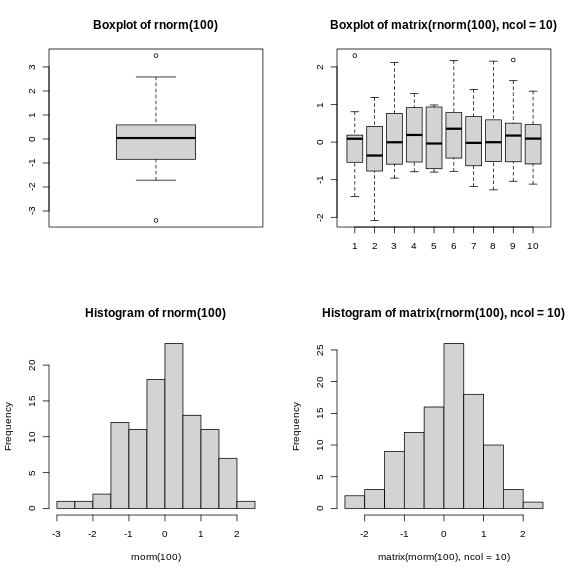 Boxplot of rnorm(100)
3
2
1
0
-1
-2
-3
Boxplot of matrix(rnorm(100), ncol = 10)
2
1
0
-1
-2
1 2 3 4 5 6 7 8 9 10
Histogram of rnorm(100)
Frequency
20
15
10
5
0
-3 -2 -1 0 1 2
rnorm(100)
Histogram of matrix(rnorm(100), ncol = 10)
Frequency
25
20
15
10
5
0
-2 -1 0 1 2
matrix(rnorm(100), ncol = 10)